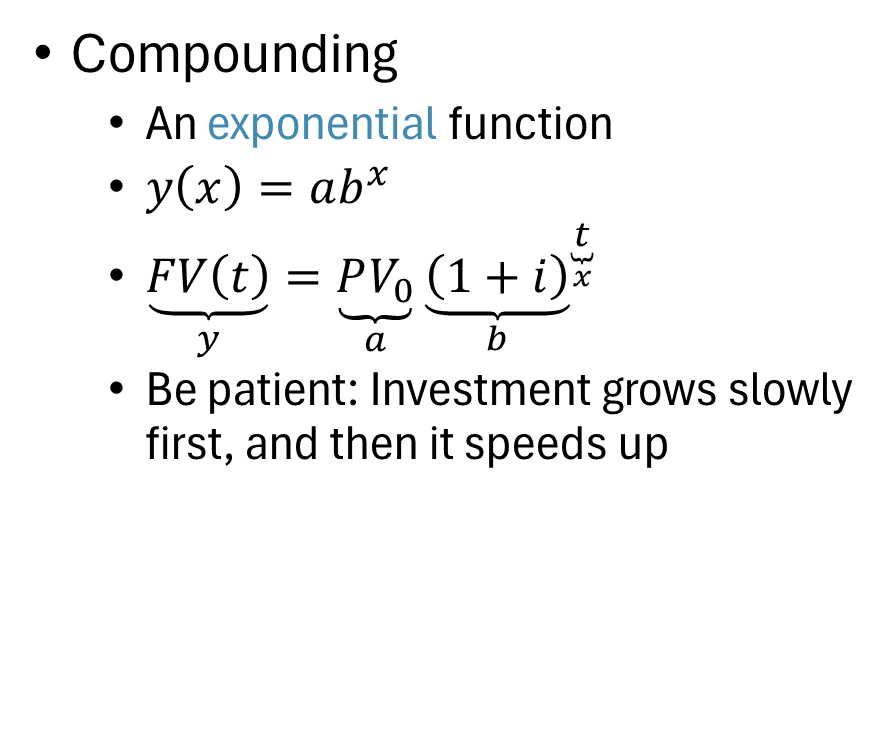 • Compounding
• An exponential function
• $y(x) = ab^x$
• $\underbrace{FV(t)}_{y} = \underbrace{PV_0}_{a} \underbrace{(1 + i)}_{b}{}^{\underbrace{t}_{x}}$
• Be patient: Investment grows slowly
first, and then it speeds up